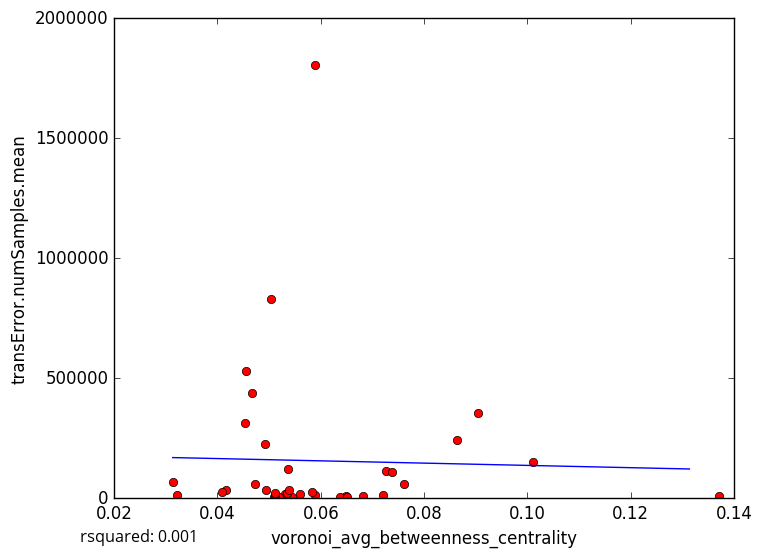 2000000
1500000
1000000
500000
0
transError.numSamples.mean
0.02 0.04 0.06 0.08 0.10 0.12 0.14
voronoi_avg_betweenness_centrality
rsquared: 0.001